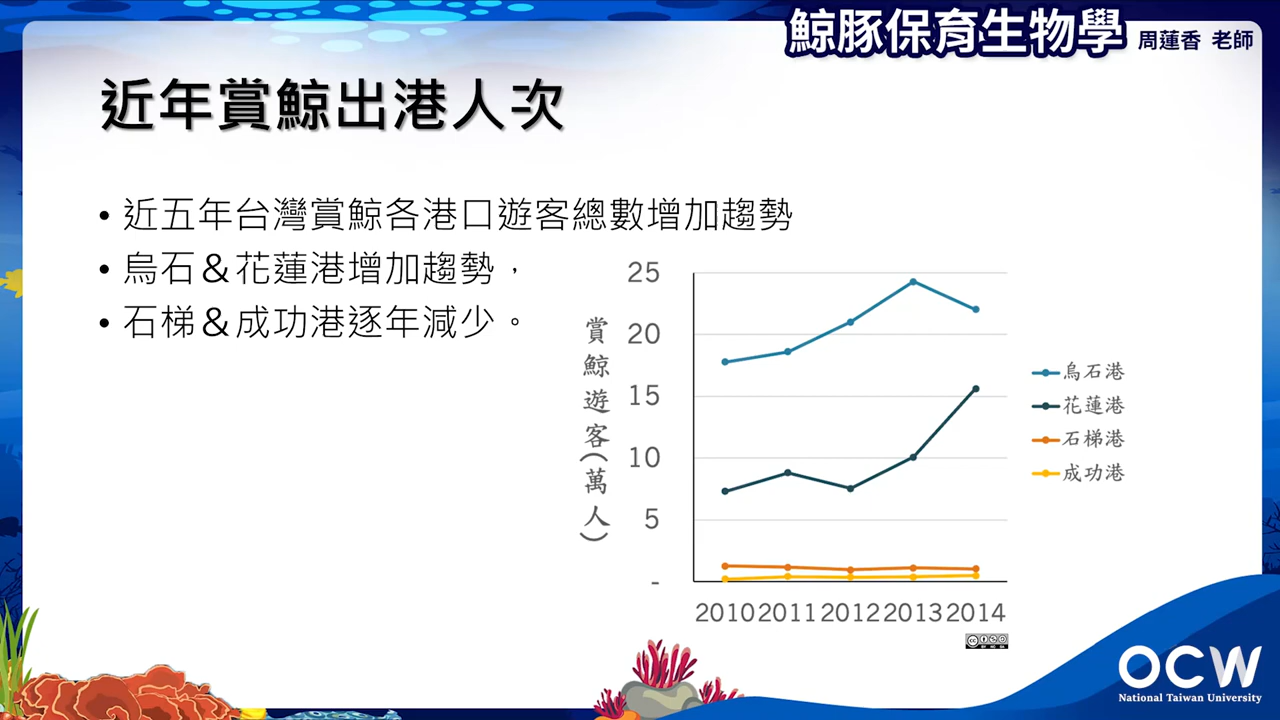 鯨豚保育生物學 周蓮香 老師
近年賞鯨出港人次
• 近五年台灣賞鯨各港口遊客總數增加趨勢
• 烏石＆花蓮港增加趨勢，
• 石梯＆成功港逐年減少。
賞鯨遊客(萬人)
25
20
15
10
5
-
2010 2011 2012 2013 2014
烏石港
花蓮港
石梯港
成功港
OCW
National Taiwan University